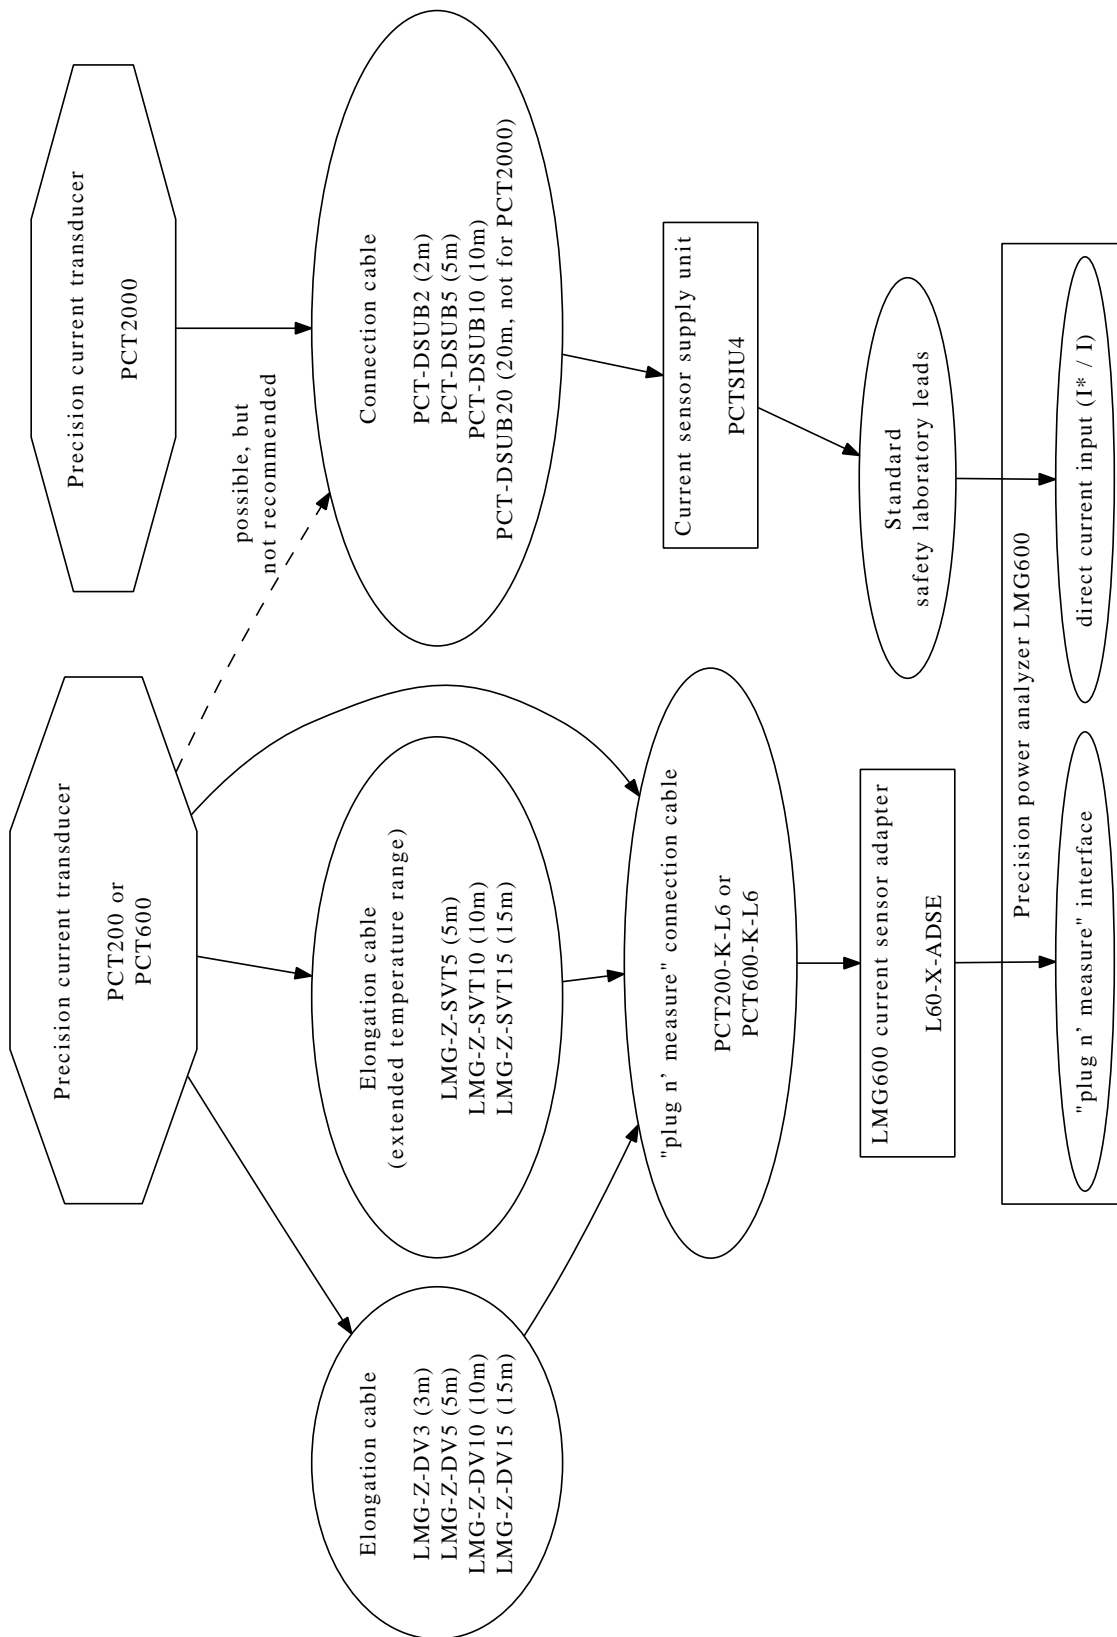 Precision current transducer
PCT200 or
PCT600
Precision current transducer
PCT2000
possible, but
not recommended
Elongation cable
LMG-Z-DV3 (3m)
LMG-Z-DV5 (5m)
LMG-Z-DV10 (10m)
LMG-Z-DV15 (15m)
Elongation cable
(extended temperature range)
LMG-Z-SVT5 (5m)
LMG-Z-SVT10 (10m)
LMG-Z-SVT15 (15m)
Connection cable
PCT-DSUB2 (2m)
PCT-DSUB5 (5m)
PCT-DSUB10 (10m)
PCT-DSUB20 (20m, not for PCT2000)
"plug n’ measure" connection cable
PCT200-K-L6 or
PCT600-K-L6
Current sensor supply unit
PCTSIU4
LMG600 current sensor adapter
L60-X-ADSE
Standard
safety laboratory leads
Precision power analyzer LMG600
"plug n’ measure" interface
direct current input (I* / I)